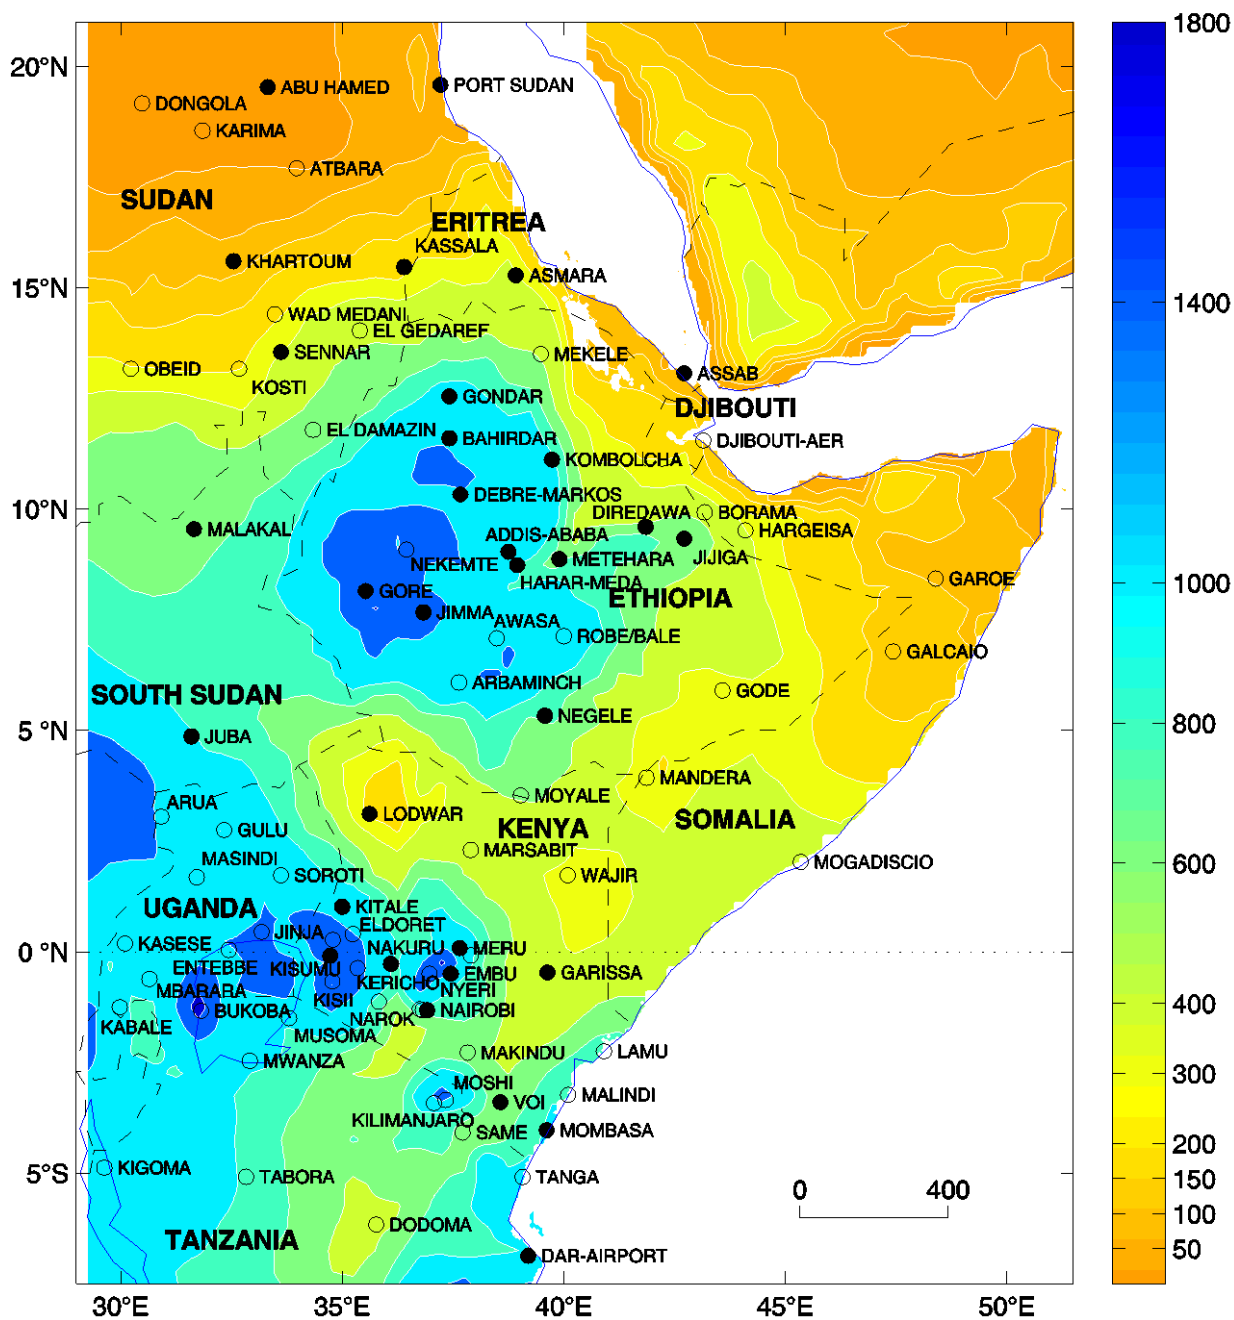 1800
20°N
ABU HAMED
PORT SUDAN
DONGOLA
KARIMA
ATBARA
SUDAN
ERITREA
KASSALA
KHARTOUM
ASMARA
15°N
1400
WAD MEDANI
EL GEDAREF
SENNAR
MEKELE
OBEID
ASSAB
KOSTI
GONDAR
DJIBOUTI
EL DAMAZIN
BAHIRDAR
DJIBOUTI-AER
KOMBOLCHA
DEBRE-MARKOS
10°N
DIREDAWA
BORAMA
MALAKAL
ADDIS-ABABA
HARGEISA
NEKEMTE
METEHARA
JIJIGA
HARAR-MEDA
GAROE
1000
GORE
ETHIOPIA
JIMMA
AWASA
ROBE/BALE
GALCAIO
ARBAMINCH
SOUTH SUDAN
GODE
NEGELE
5 °N
JUBA
800
MANDERA
MOYALE
ARUA
LODWAR
SOMALIA
GULU
KENYA
MARSABIT
MASINDI
MOGADISCIO
600
SOROTI
WAJIR
UGANDA
KITALE
JINJA
ELDORET
KASESE
NAKURU
MERU
0 °N
ENTEBBE
KISUMU
EMBU
GARISSA
MBARARA
KERICHO
NYERI
KISII
400
KABALE
BUKOBA
NAROK
NAIROBI
MUSOMA
MWANZA
MAKINDU
LAMU
300
MOSHI
VOI
MALINDI
KILIMANJARO
SAME
MOMBASA
200
KIGOMA
TABORA
TANGA
5°S
150
0
400
100
DODOMA
TANZANIA
50
DAR-AIRPORT
30°E
35°E
40°E
45°E
50°E